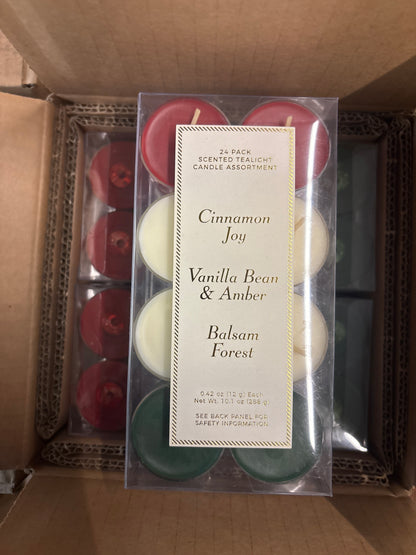 24 PACK
SCENTED TEALIGHT
CANDLE ASSORTMENT
Cinnamon
Joy
Vanilla Bean
& Amber
Balsam
Forest
0.42 oz (12 g) Each
Net Wt. 10.1 oz (288 g)
SEE BACK PANEL FOR
SAFETY INFORMATION